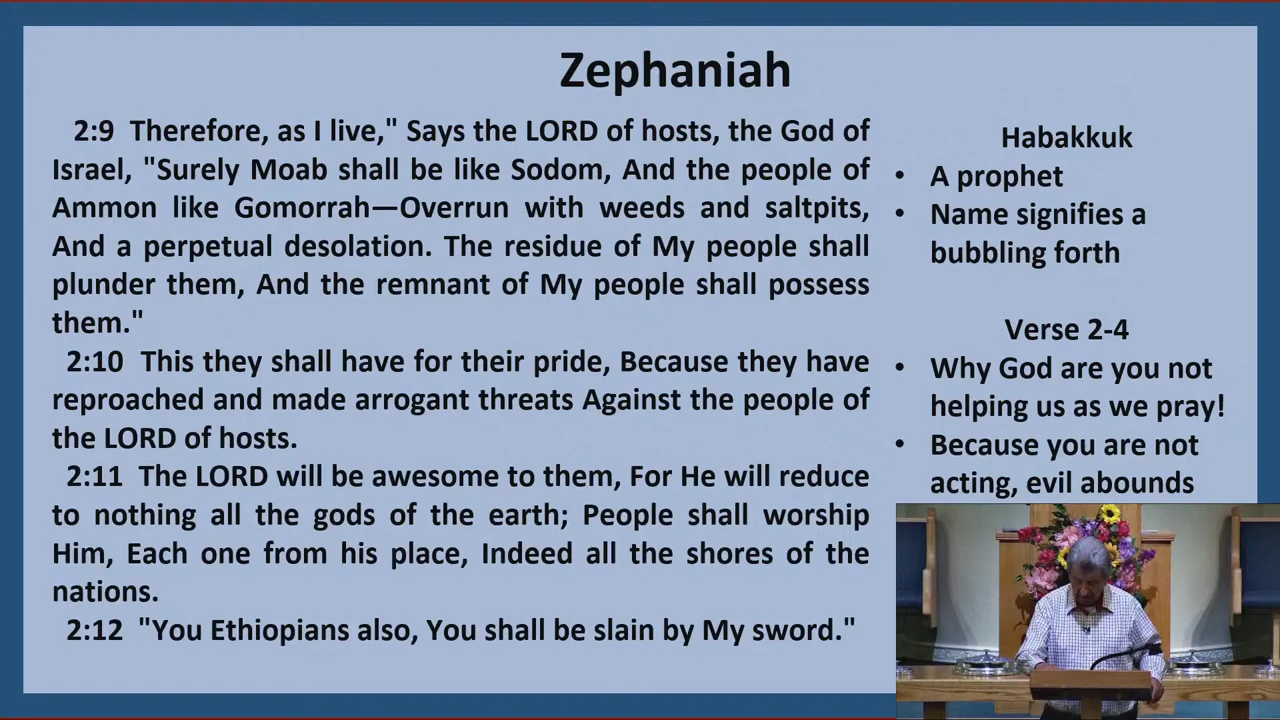 Zephaniah
2:9 Therefore, as I live," Says the LORD of hosts, the God of
Israel, "Surely Moab shall be like Sodom, And the people of
Ammon like Gomorrah—Overrun with weeds and saltpits,
And a perpetual desolation. The residue of My people shall
plunder them, And the remnant of My people shall possess
them."
2:10 This they shall have for their pride, Because they have
reproached and made arrogant threats Against the people of
the LORD of hosts.
2:11 The LORD will be awesome to them, For He will reduce
to nothing all the gods of the earth; People shall worship
Him, Each one from his place, Indeed all the shores of the
nations.
2:12 "You Ethiopians also, You shall be slain by My sword."
Habakkuk
• A prophet
• Name signifies a
bubbling forth
Verse 2-4
• Why God are you not
helping us as we pray!
• Because you are not
acting, evil abounds